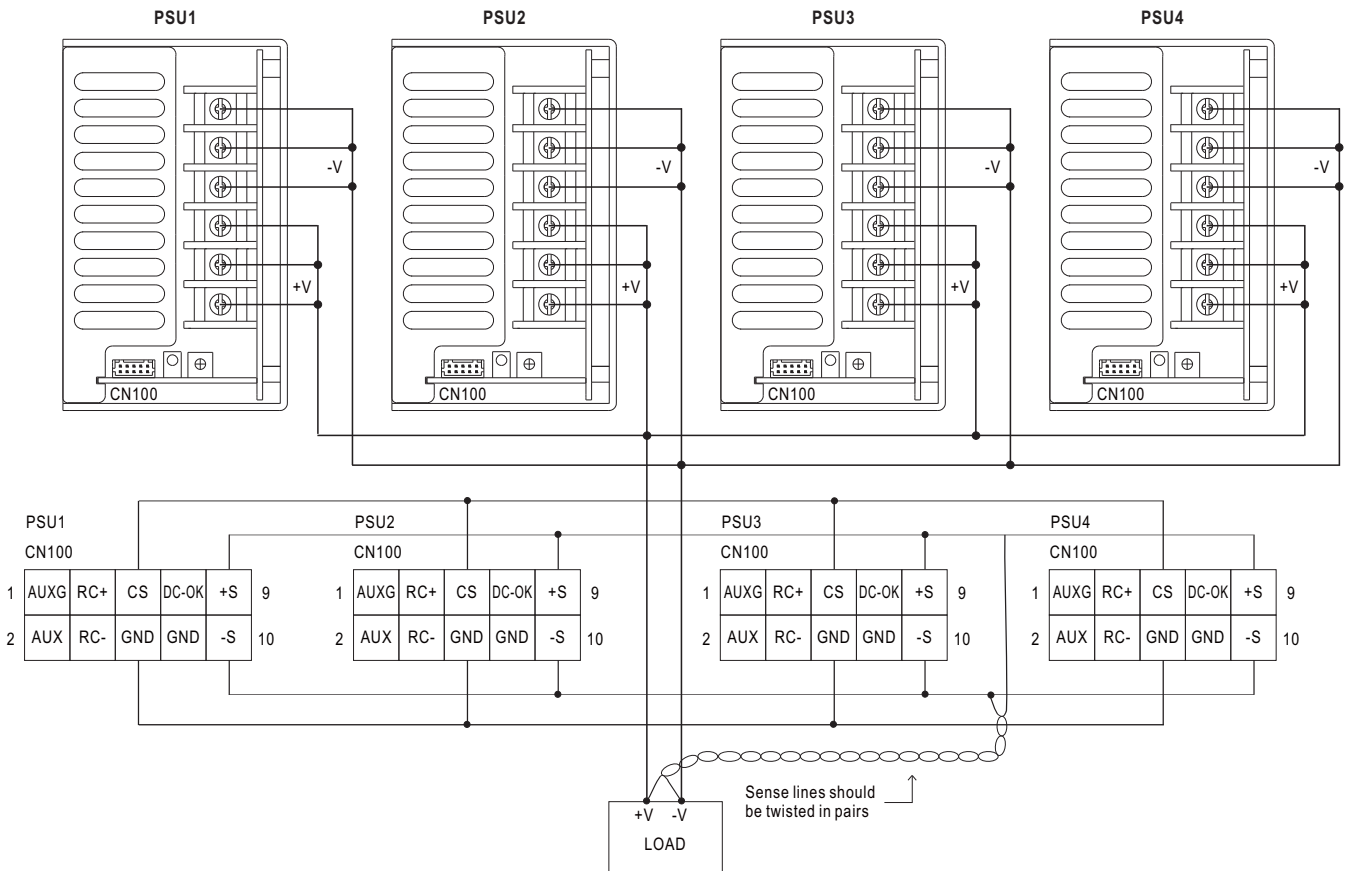 PSU1 PSU2 PSU3 PSU4
-V -V -V -V
+V +V +V +V
CN100 CN100 CN100 CN100
PSU1 PSU2 PSU3 PSU4
CN100 CN100 CN100 CN100
1 AUXG RC+ CS DC-OK +S 9 1 AUXG RC+ CS DC-OK +S 9 1 AUXG RC+ CS DC-OK +S 9 1 AUXG RC+ CS DC-OK +S 9
2 AUX RC- GND GND -S 10 2 AUX RC- GND GND -S 10 2 AUX RC- GND GND -S 10 2 AUX RC- GND GND -S 10
Sense lines should
be twisted in pairs
+V -V
LOAD